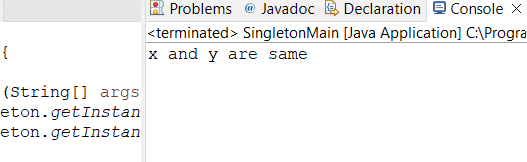 Problems @ Javadoc Declaration Console
<terminated> SingletonMain [Java Application] C:\Progra
x and y are same
{
(String[] args
eton.getInstan
eton.getInstan